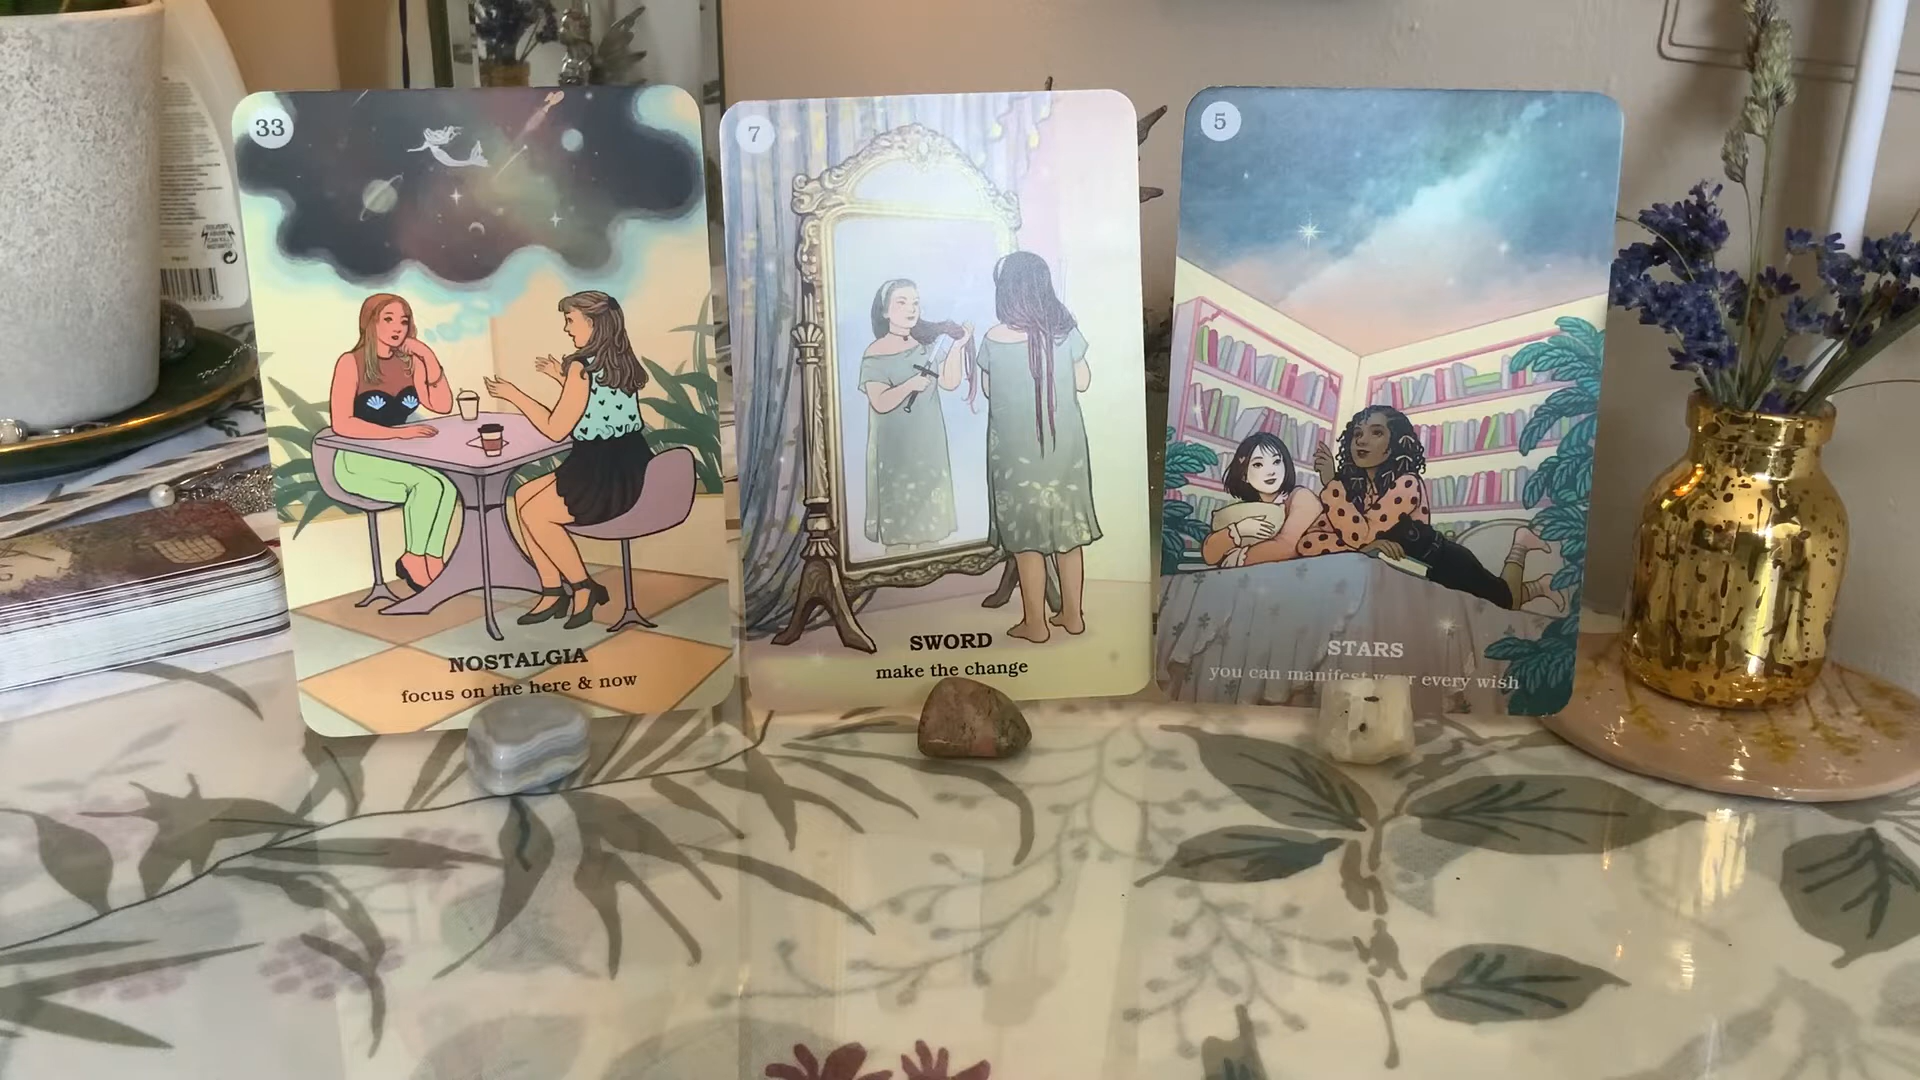 33
NOSTALGIA
focus on the here & now
7
SWORD
make the change
5
STARS
you can manifest your every wish